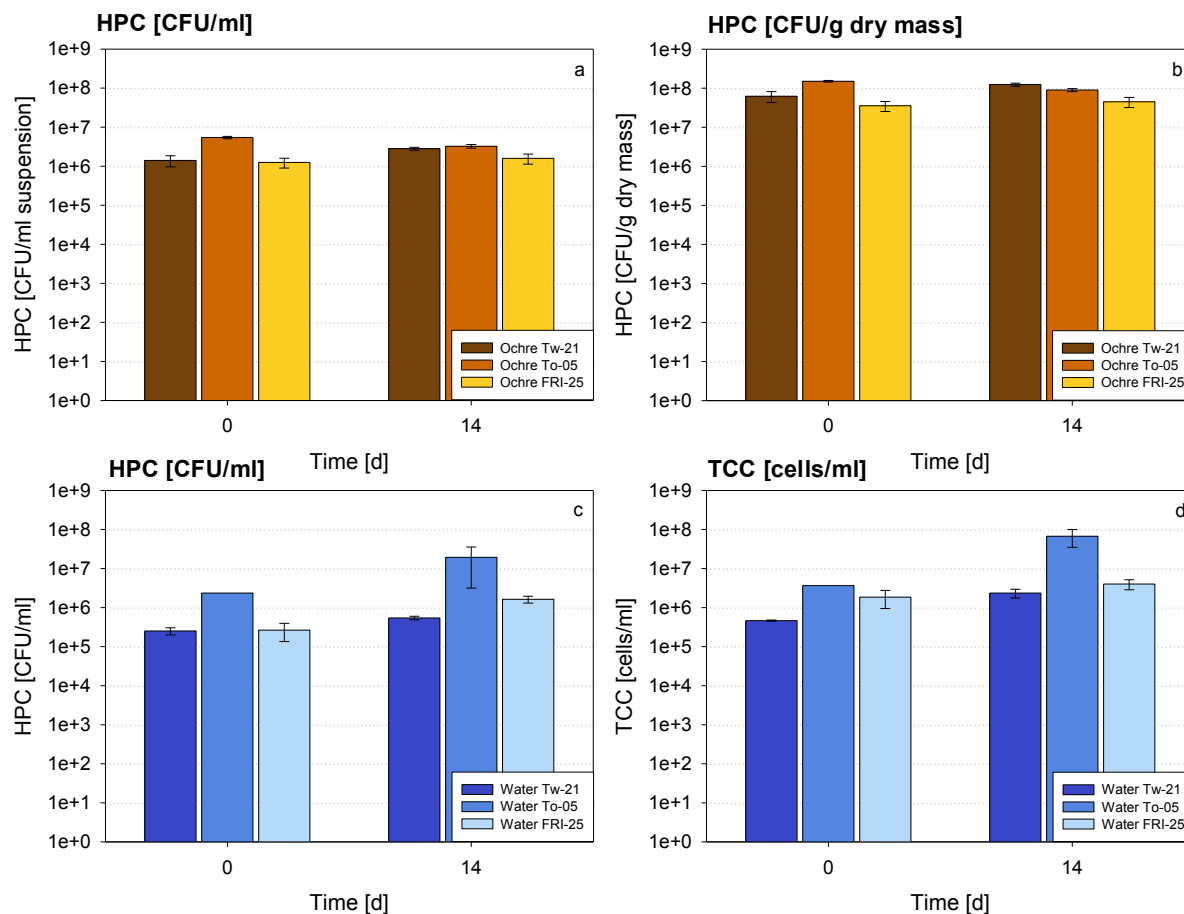 HPC [CFU/ml]
a
HPC [CFU/ml suspension]
1e+9
1e+8
1e+7
1e+6
1e+5
1e+4
1e+3
1e+2
1e+1
1e+0
Ochre Tw-21
Ochre To-05
Ochre FRI-25
0 14
Time [d]
HPC [CFU/g dry mass]
b
HPC [CFU/g dry mass]
1e+9
1e+8
1e+7
1e+6
1e+5
1e+4
1e+3
1e+2
1e+1
1e+0
Ochre Tw-21
Ochre To-05
Ochre FRI-25
0 14
Time [d]
HPC [CFU/ml]
c
HPC [CFU/ml]
1e+9
1e+8
1e+7
1e+6
1e+5
1e+4
1e+3
1e+2
1e+1
1e+0
Water Tw-21
Water To-05
Water FRI-25
0 14
Time [d]
TCC [cells/ml]
d
TCC [cells/ml]
1e+9
1e+8
1e+7
1e+6
1e+5
1e+4
1e+3
1e+2
1e+1
1e+0
Water Tw-21
Water To-05
Water FRI-25
0 14
Time [d]